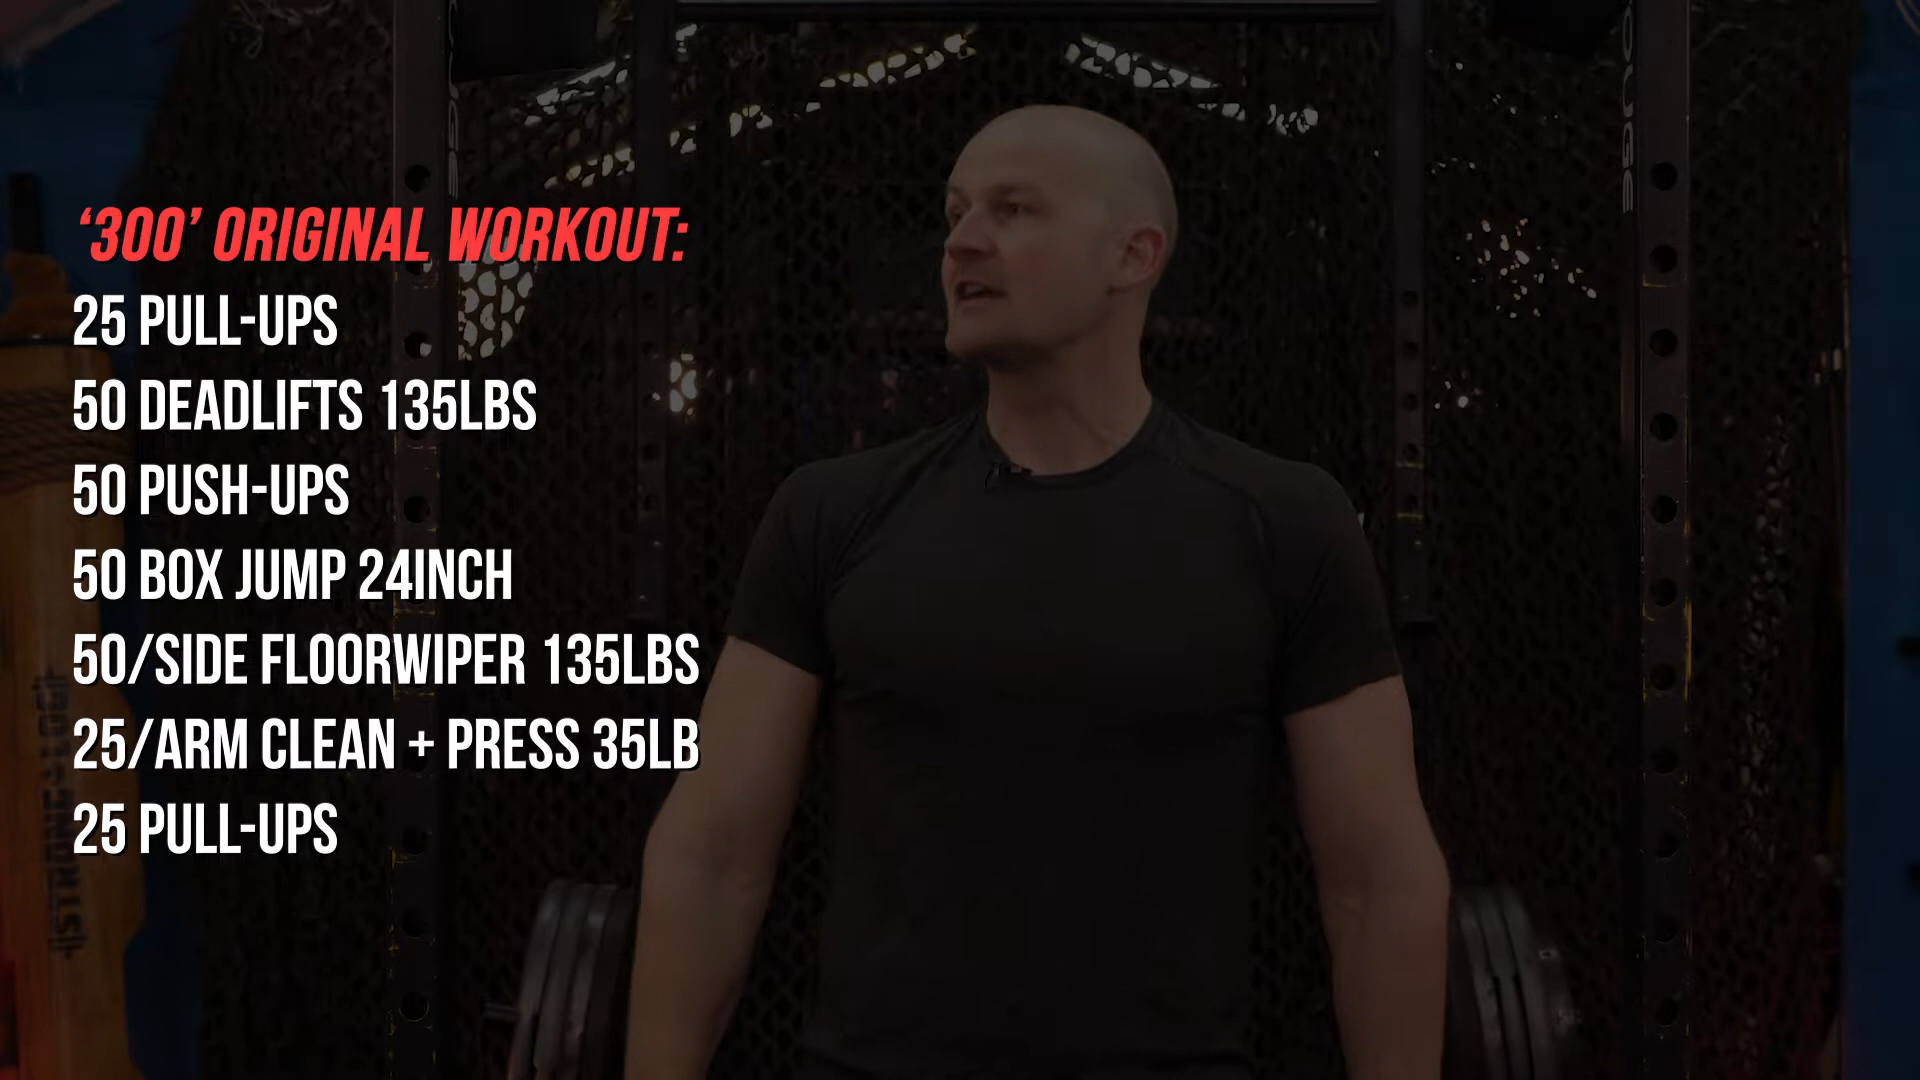 ‘300’ ORIGINAL WORKOUT:
25 PULL-UPS
50 DEADLIFTS 135LBS
50 PUSH-UPS
50 BOX JUMP 24INCH
50/SIDE FLOORWIPER 135LBS
25/ARM CLEAN + PRESS 35LB
25 PULL-UPS